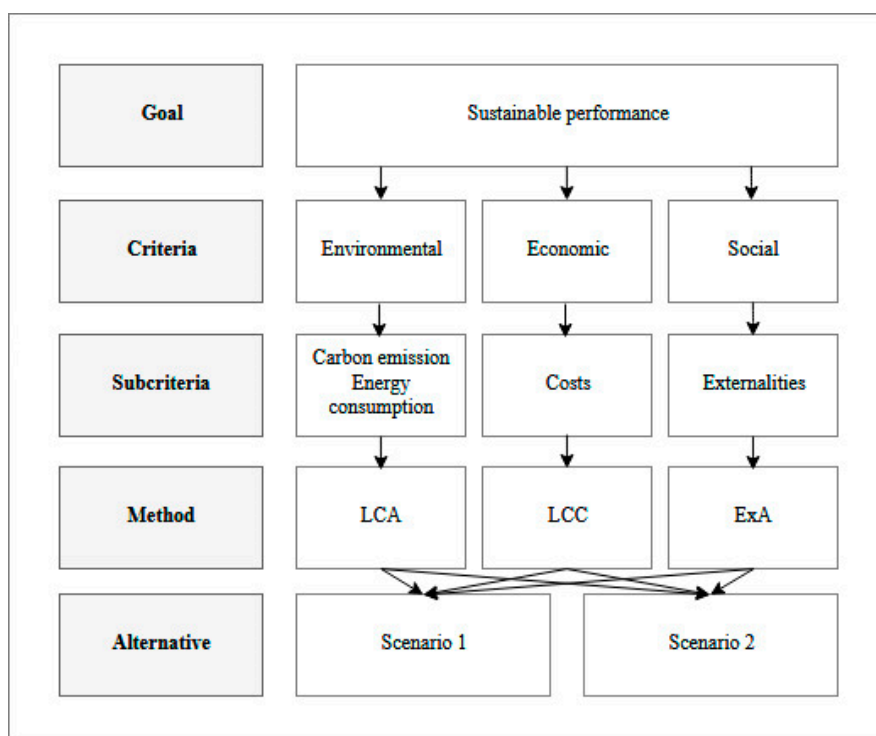 Goal
Sustainable performance
Criteria
Environmental
Economic
Social
Subcriteria
Carbon emission
Energy
consumption
Costs
Externalities
Method
LCA
LCC
ExA
Alternative
Scenario 1
Scenario 2